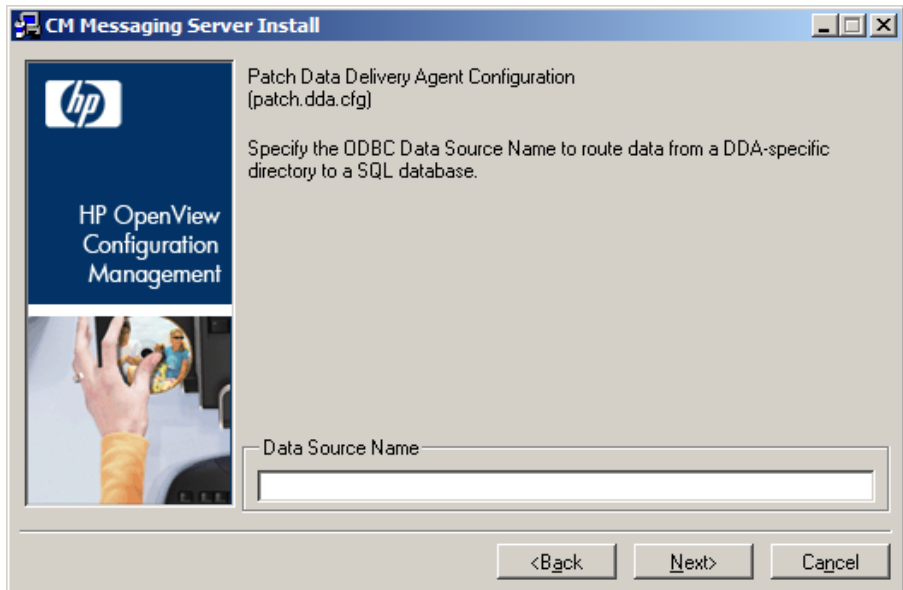 CM Messaging Server Install
hp
HP OpenView
Configuration
Management
Patch Data Delivery Agent Configuration
(patch.dda.cfg)
Specify the ODBC Data Source Name to route data from a DDA-specific
directory to a SQL database.
Data Source Name
<Back
Next>
Cancel